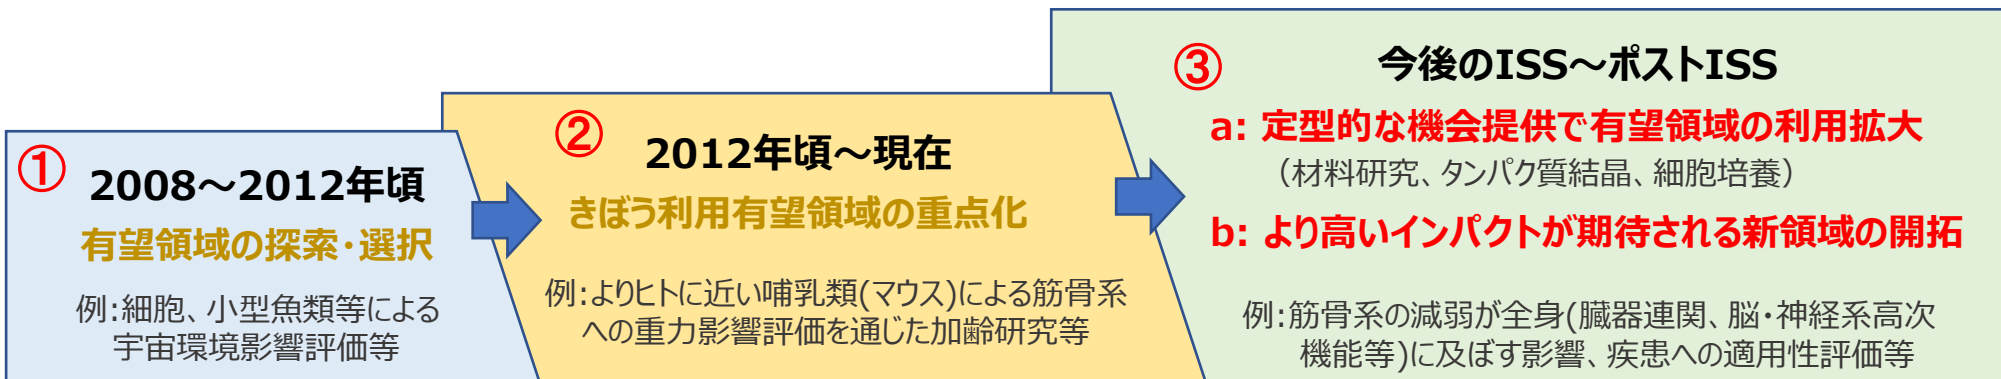 ①
2008～2012年頃
有望領域の探索・選択
例:細胞、小型魚類等による
宇宙環境影響評価等
②
2012年頃～現在
きぼう利用有望領域の重点化
例:よりヒトに近い哺乳類(マウス)による筋骨系
への重力影響評価を通じた加齢研究等
③
今後のISS～ポストISS
a: 定型的な機会提供で有望領域の利用拡大
（材料研究、タンパク質結晶、細胞培養）
b: より高いインパクトが期待される新領域の開拓
例:筋骨系の減弱が全身(臓器連関、脳・神経系高次
機能等)に及ぼす影響、疾患への適用性評価等